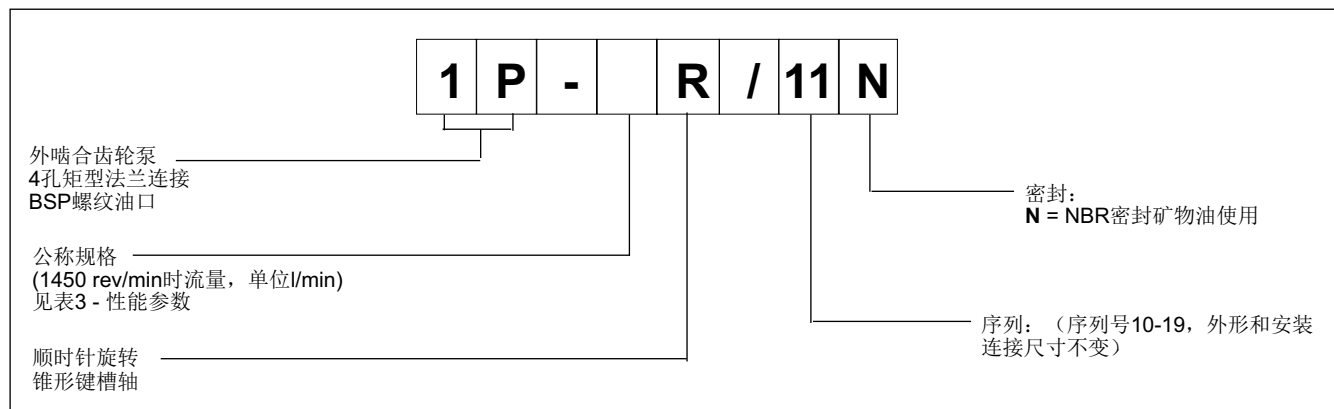 1 P - R / 11 N
外啮合齿轮泵
4孔矩型法兰连接
BSP螺纹油口
密封：
N = NBR密封矿物油使用
公称规格
(1450 rev/min时流量，单位l/min)
见表3 - 性能参数
序列：（序列号10-19，外形和安装
连接尺寸不变）
顺时针旋转
锥形键槽轴